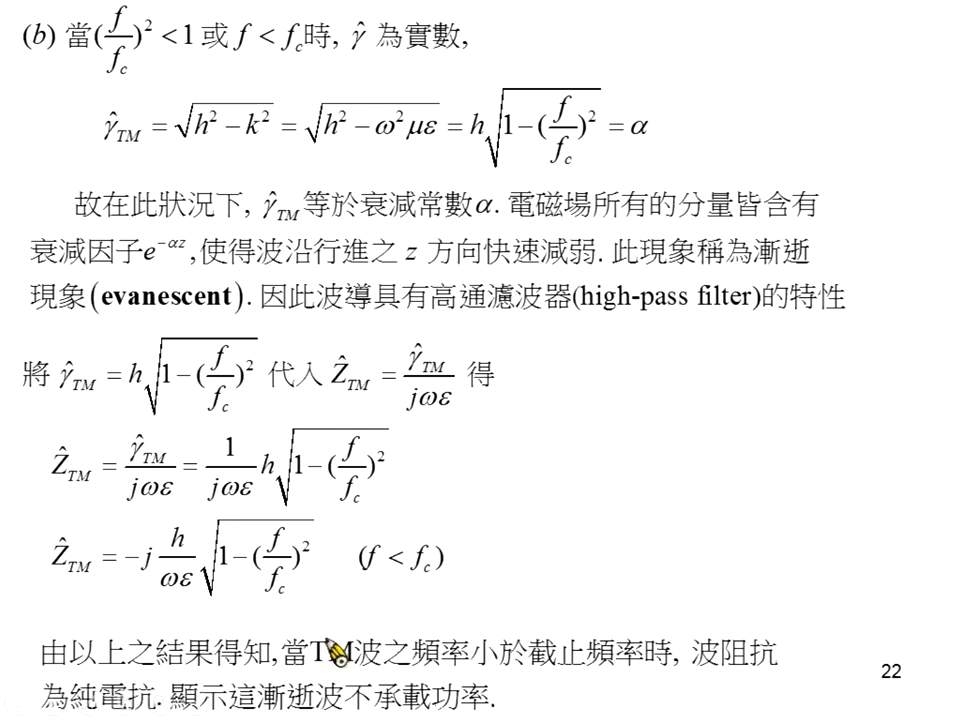 (b) 當(f/f_c)² <1或 f < f_c時, γ̂ 為實數,
γ̂_TM = √(h² − k²) = √(h² − ω²με) = h√(1−(f/f_c)²) = α
故在此狀況下, γ̂_TM等於衰減常數α. 電磁場所有的分量皆含有
衰減因子e^(−αz),使得波沿行進之 z 方向快速減弱. 此現象稱為漸逝
現象(evanescent). 因此波導具有高通濾波器(high-pass filter)的特性
將 γ̂_TM = h√(1−(f/f_c)²) 代入 Ẑ_TM = γ̂_TM/(jωε) 得
Ẑ_TM = γ̂_TM/(jωε) = 1/(jωε) h√(1−(f/f_c)²)
Ẑ_TM = −j h/(ωε) √(1−(f/f_c)²) (f < f_c)
由以上之結果得知,當TM波之頻率小於截止頻率時, 波阻抗
為純電抗. 顯示這漸逝波不承載功率.
22